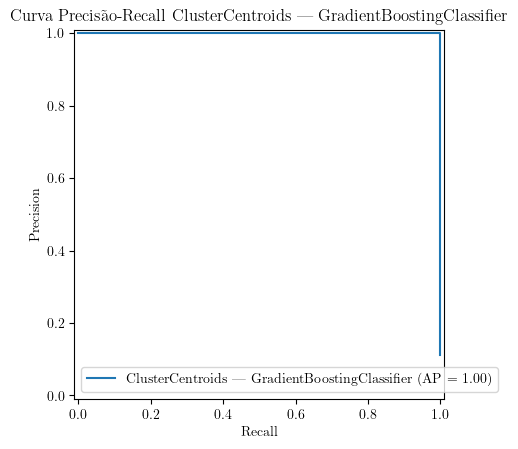 Curva Precisão-Recall ClusterCentroids — GradientBoostingClassifier
1.0
0.8
0.6
0.4
0.2
0.0
Precision
ClusterCentroids — GradientBoostingClassifier (AP = 1.00)
0.0 0.2 0.4 0.6 0.8 1.0
Recall